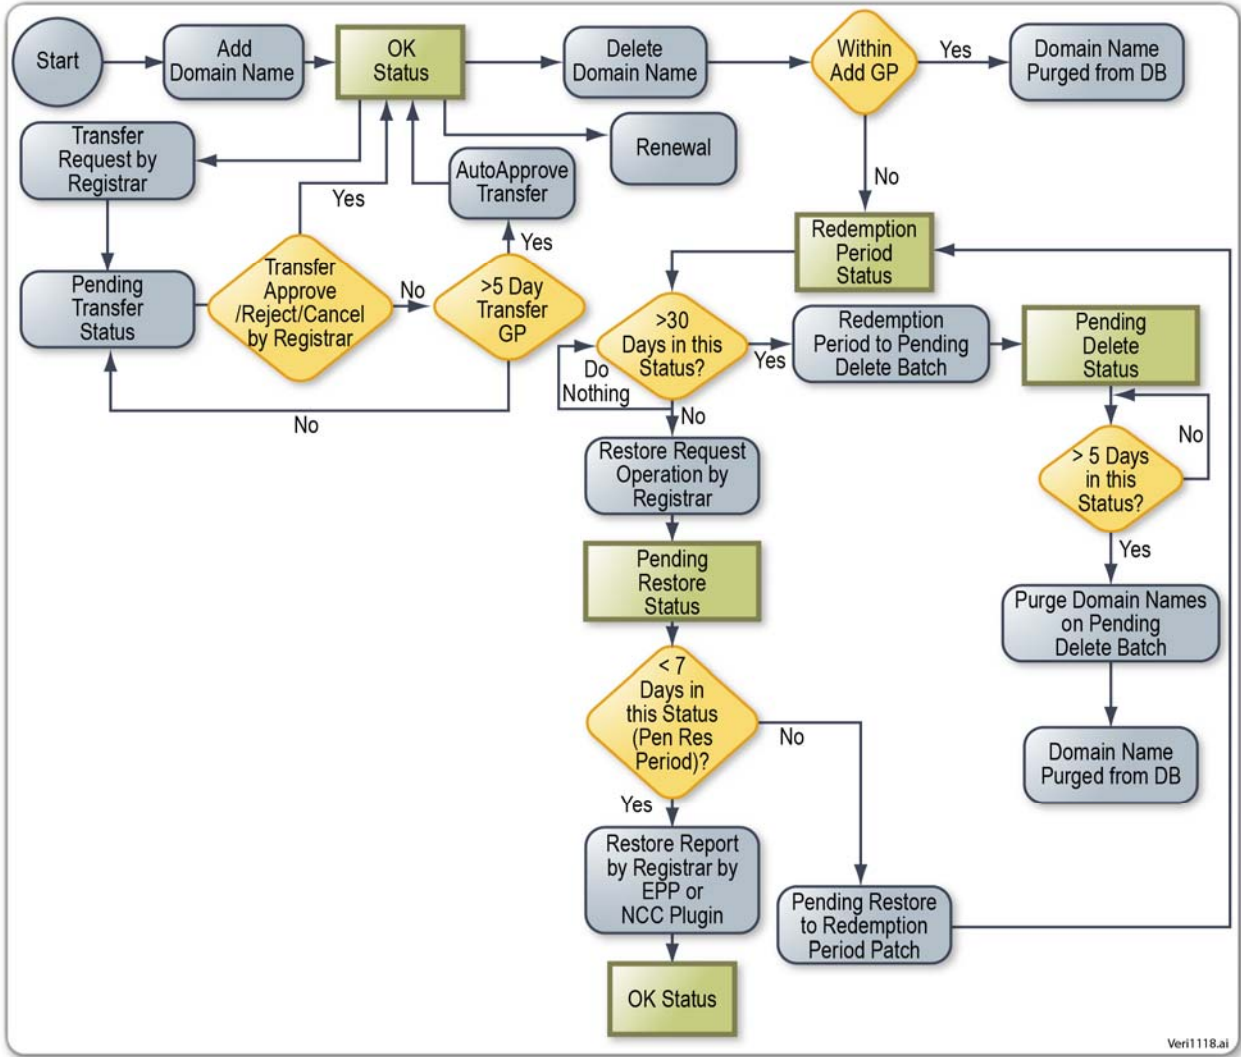 Start
Add
Domain Name
OK
Status
Delete
Domain Name
Within
Add GP
Yes
Domain Name
Purged from DB
Transfer
Request by
Registrar
Renewal
AutoApprove
Transfer
Yes
No
Yes
Redemption
Period
Status
Pending
Transfer
Status
Transfer
Approve
/Reject/Cancel
by Registrar
No
>5 Day
Transfer
GP
No
>30
Days in this
Status?
Do
Nothing
Yes
No
Redemption
Period to Pending
Delete Batch
Pending
Delete
Status
No
> 5 Days
in this
Status?
Yes
Restore Request
Operation by
Registrar
Pending
Restore
Status
Purge Domain Names
on Pending
Delete Batch
< 7
Days in
this Status
(Pen Res
Period)?
No
Yes
Domain Name
Purged from DB
Restore Report
by Registrar by
EPP or
NCC Plugin
Pending Restore
to Redemption
Period Patch
OK Status
Veri1118.ai